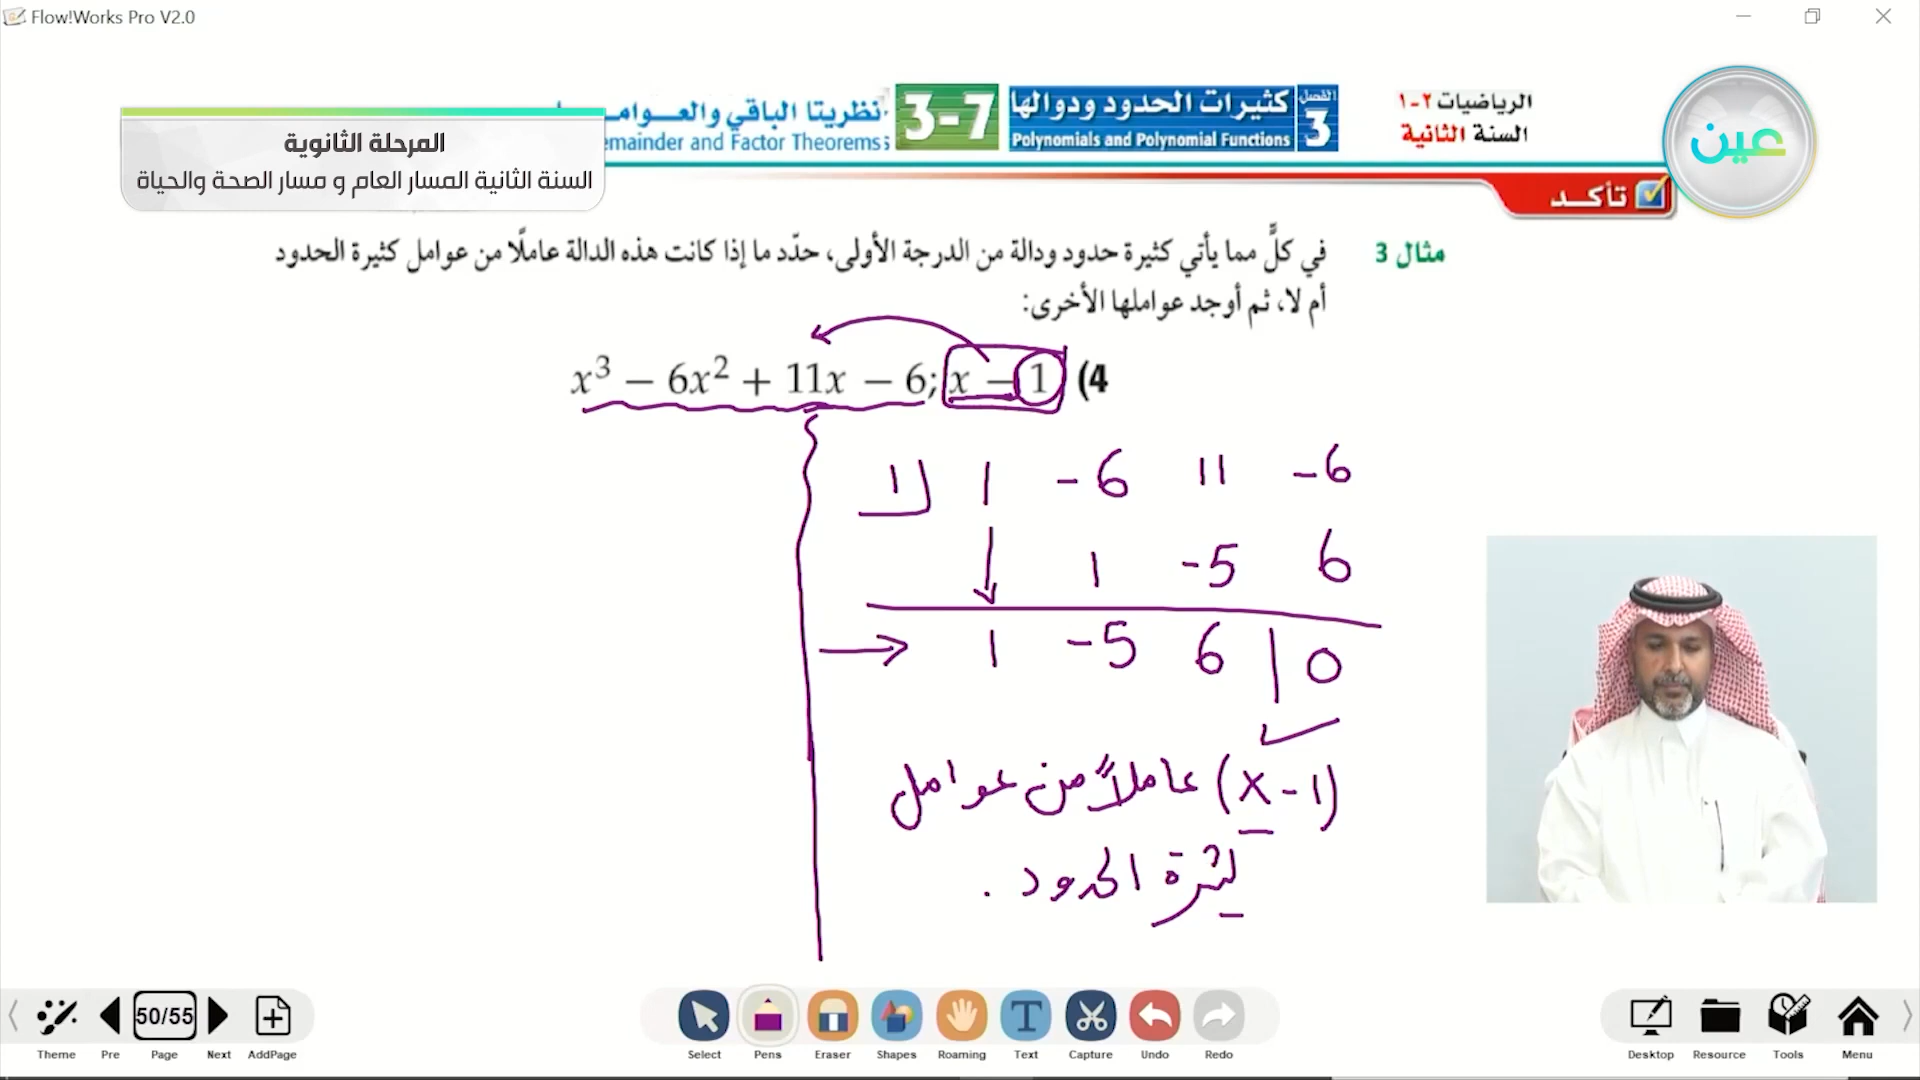 Flow!Works Pro V2.0
الرياضيات ٢-١
السنة الثانية
الفصل 3
كثيرات الحدود ودوالها
Polynomials and Polynomial Functions
3-7
نظريتا الباقي والعوامـ
emainder and Factor Theorems
عين
المرحلة الثانوية
السنة الثانية المسار العام و مسار الصحة والحياة
تأكد
مثال 3 في كلٍّ مما يأتي كثيرة حدود ودالة من الدرجة الأولى، حدّد ما إذا كانت هذه الدالة عاملًا من عوامل كثيرة الحدود
أم لا، ثم أوجد عواملها الأخرى:
x³ − 6x² + 11x − 6; x − 1 (4
1 1 -6 11 -6
1 -5 6
1 -5 6 0
(x-1) عاملاً من عوامل
كثيرة الحدود .
50/55
Theme Pre Page Next AddPage Select Pens Eraser Shapes Roaming Text Capture Undo Redo Desktop Resource Tools Menu